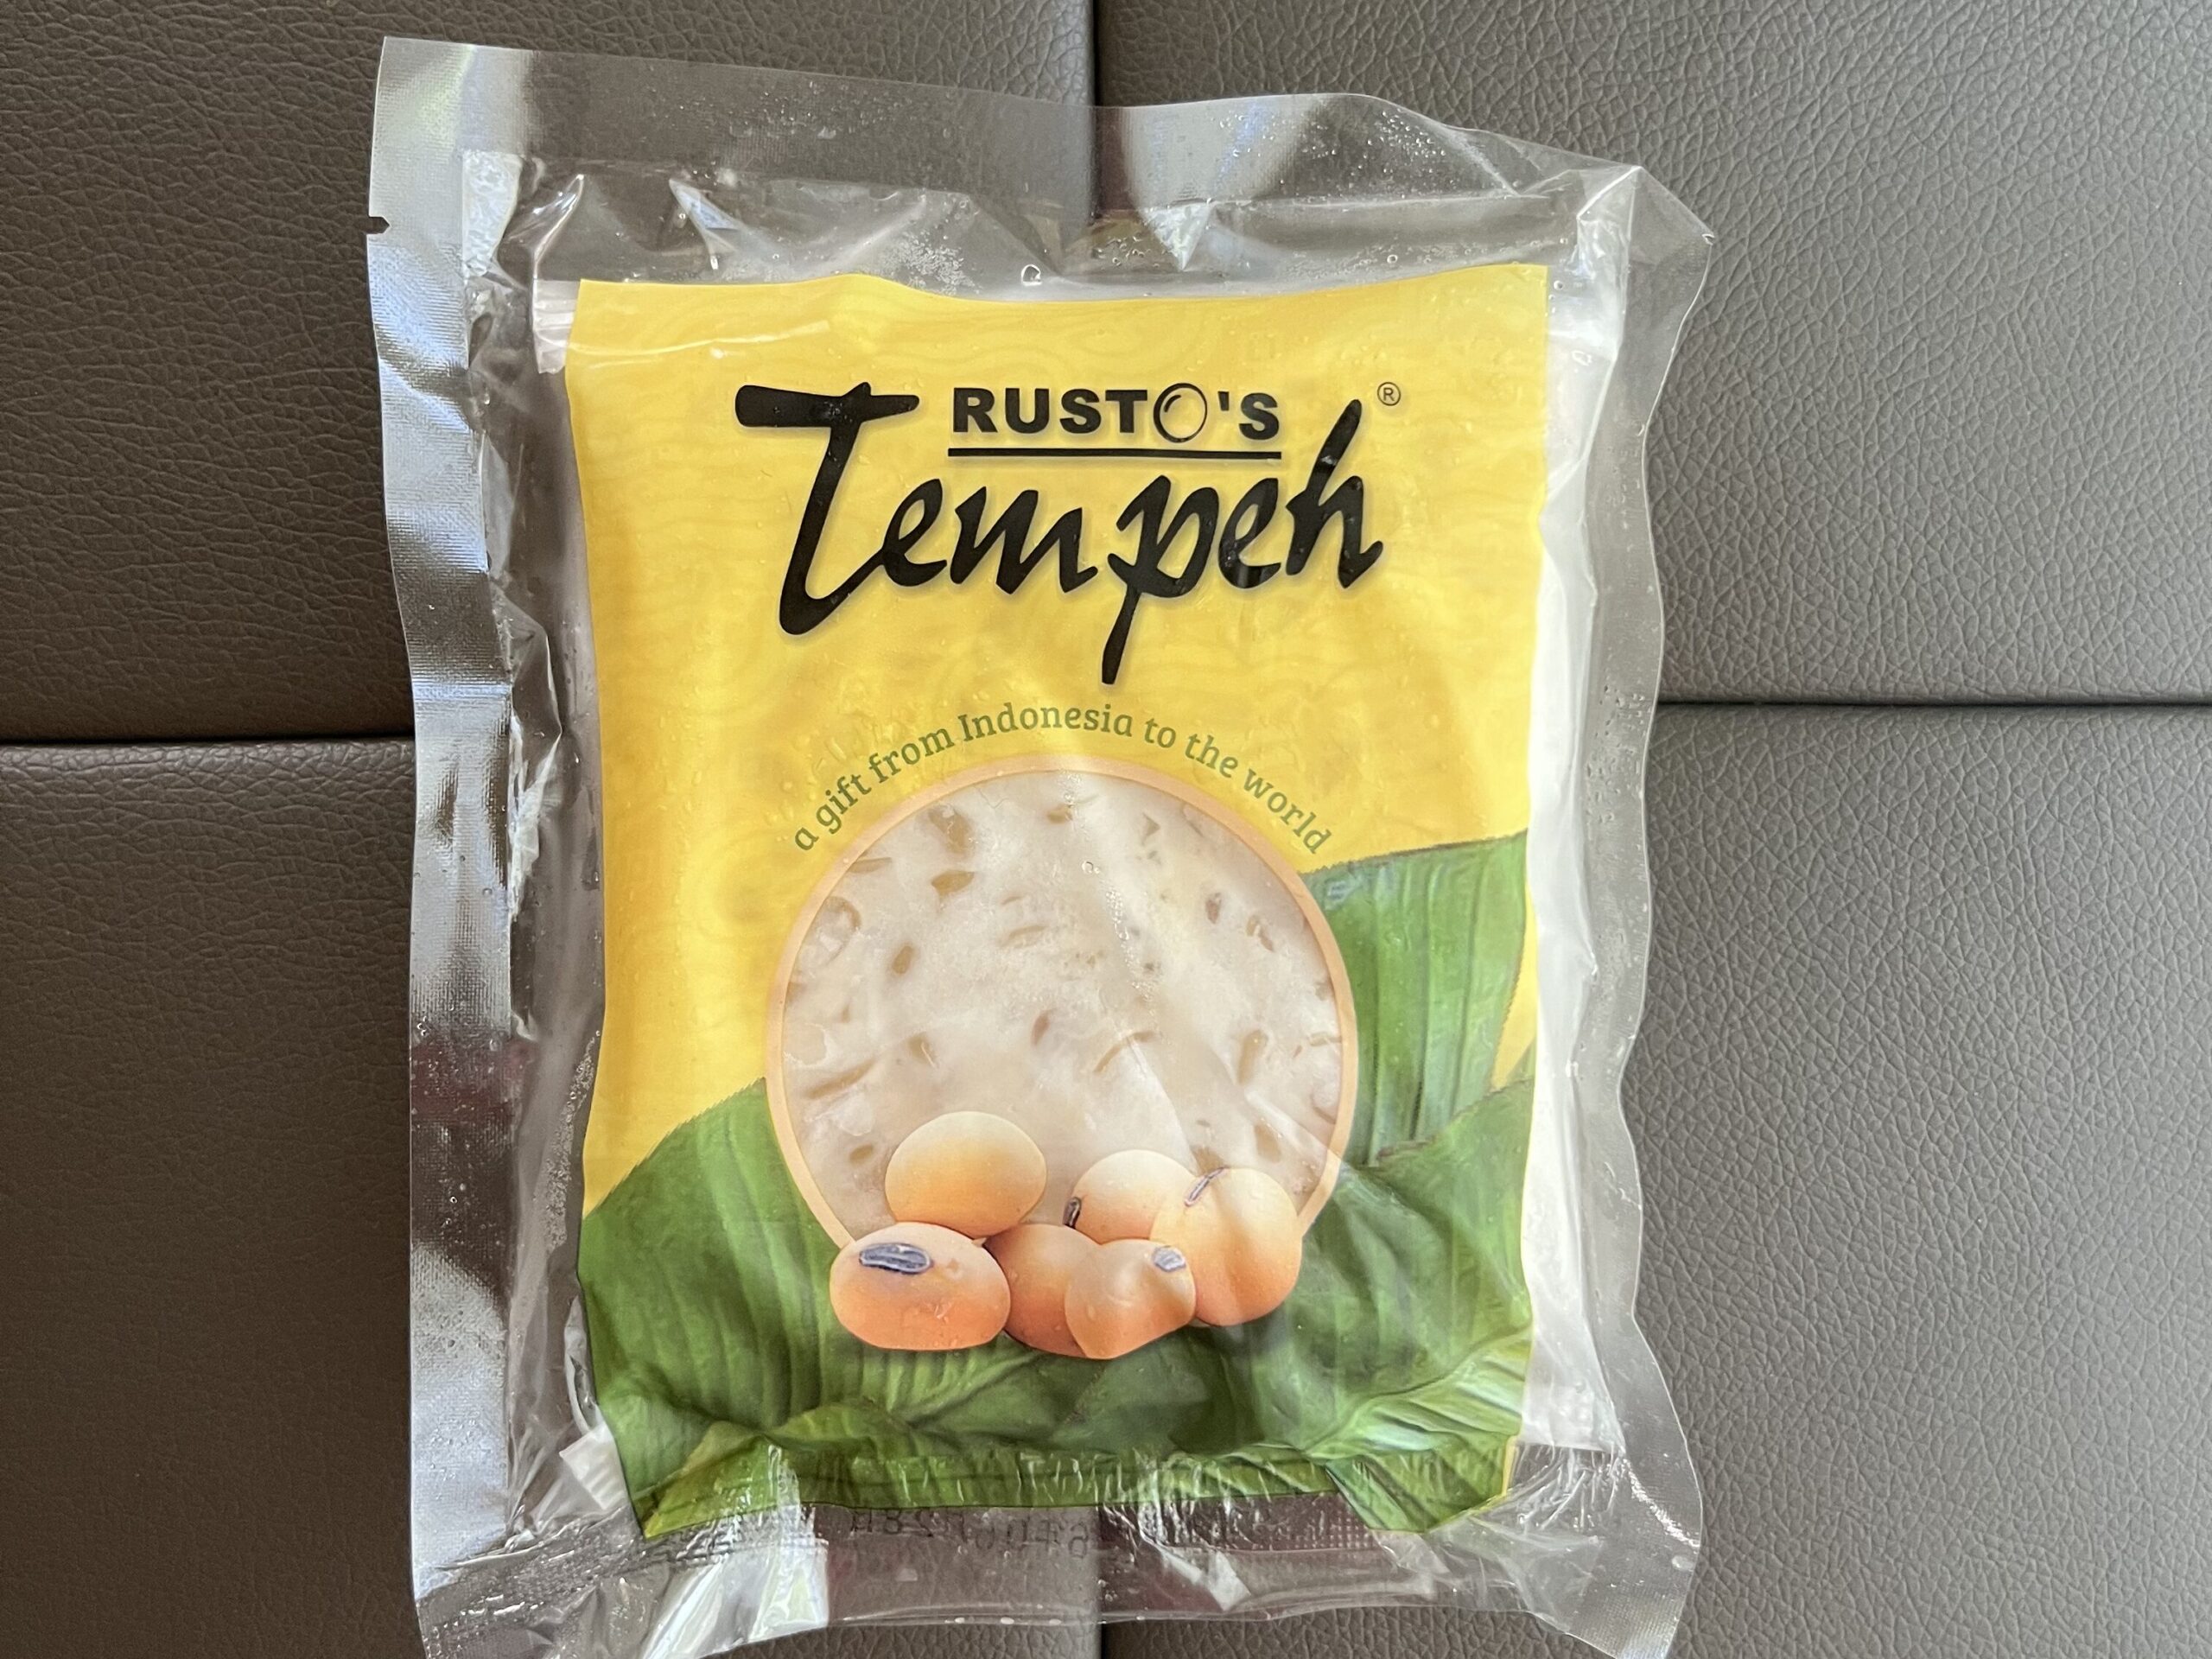 RUSTO'S
Tempeh®
a gift from Indonesia to the world